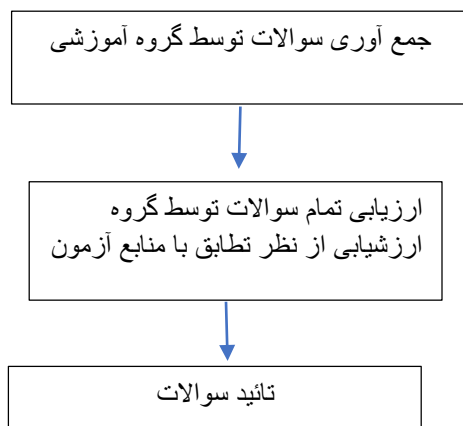 جمع آوری سوالات توسط گروه آموزشی
ارزیابی تمام سوالات توسط گروه
ارزشیابی از نظر تطابق با منابع آزمون
تائید سوالات